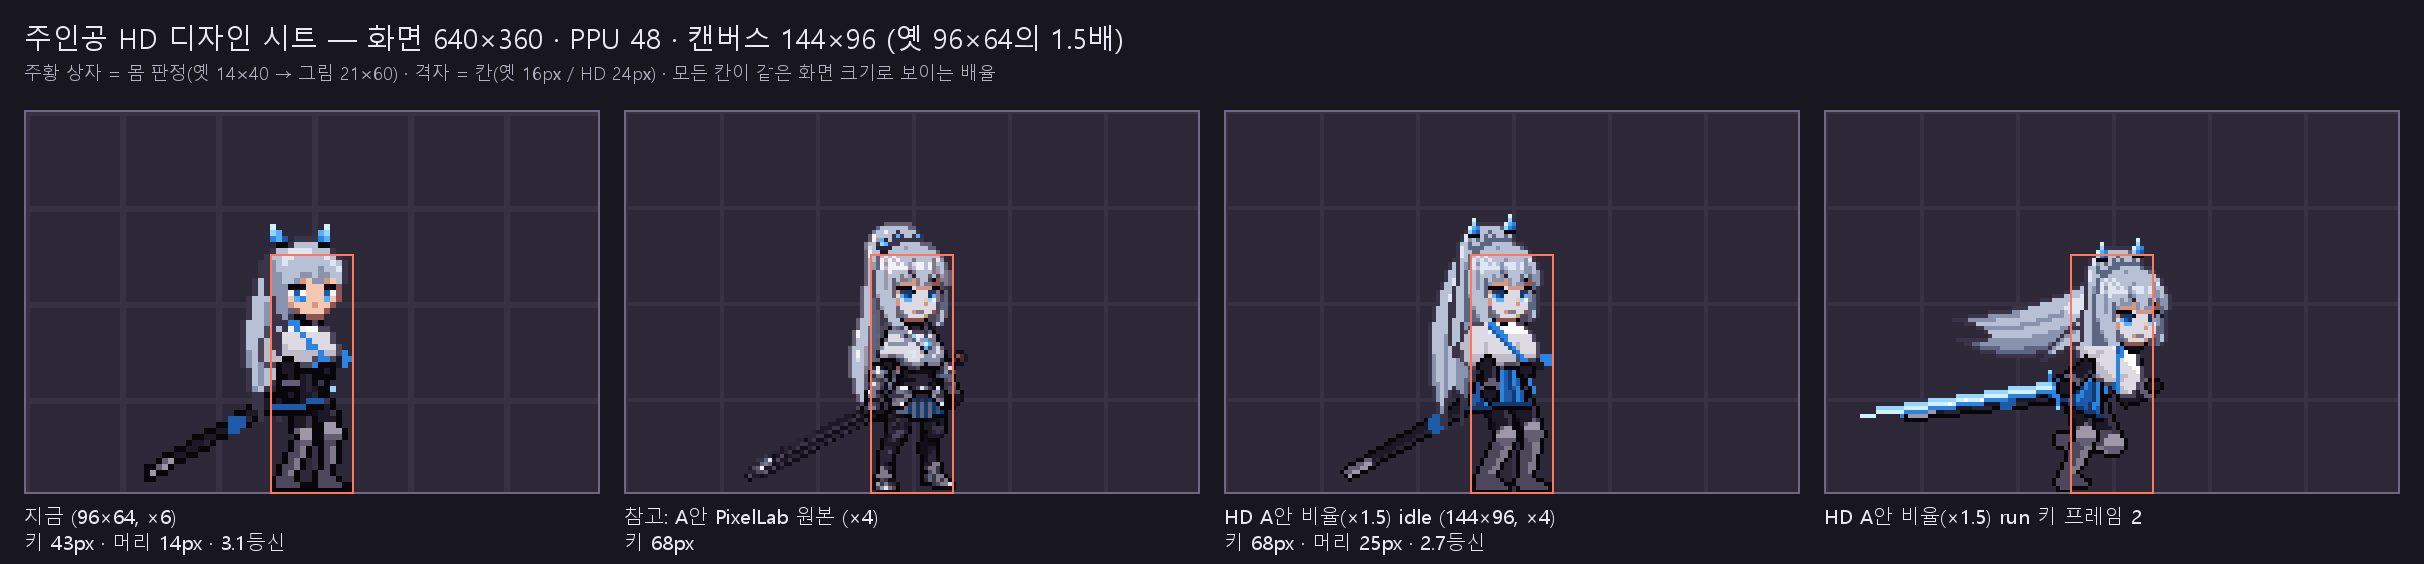 주인공 HD 디자인 시트 — 화면 640×360 · PPU 48 · 캔버스 144×96 (옛 96×64의 1.5배)
주황 상자 = 몸 판정(옛 14×40 → 그림 21×60) · 격자 = 칸(옛 16px / HD 24px) · 모든 칸이 같은 화면 크기로 보이는 배율
지금 (96×64, ×6)
키 43px · 머리 14px · 3.1등신
참고: A안 PixelLab 원본 (×4)
키 68px
HD A안 비율(×1.5) idle (144×96, ×4)
키 68px · 머리 25px · 2.7등신
HD A안 비율(×1.5) run 키 프레임 2